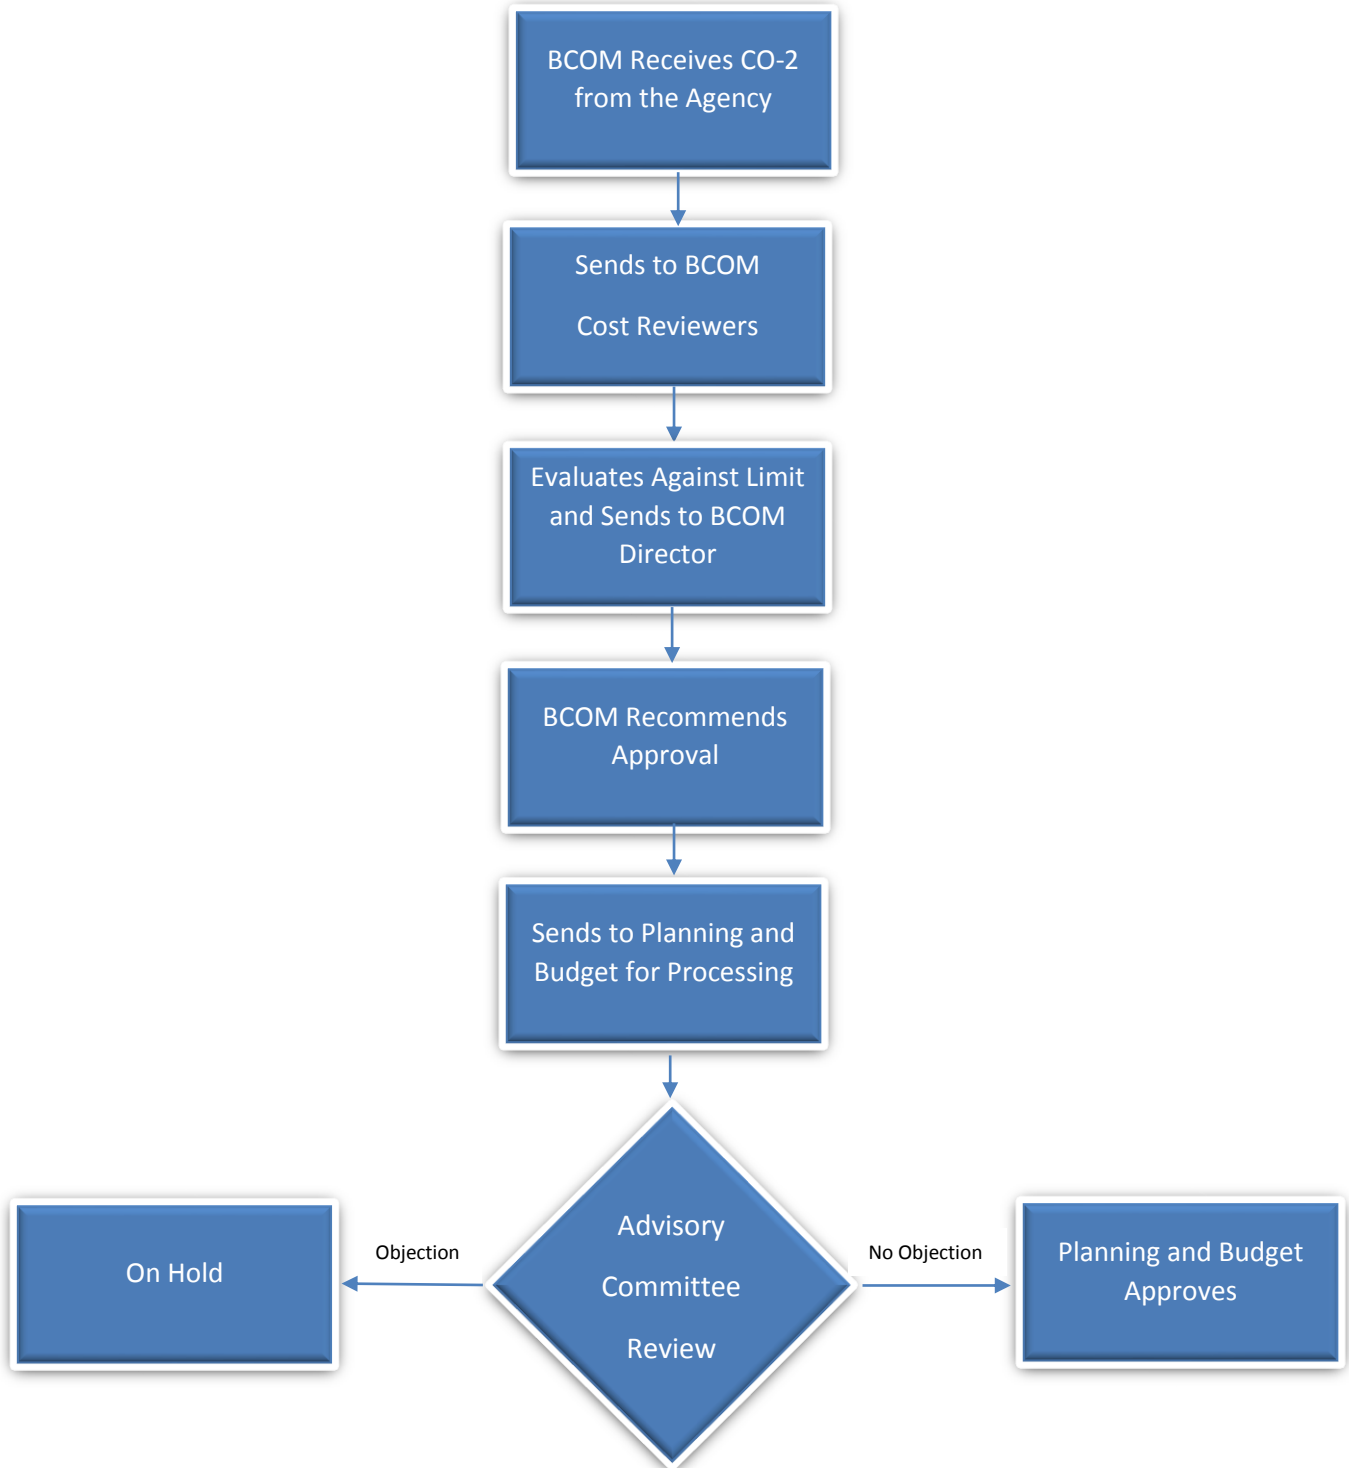 BCOM Receives CO-2
from the Agency
Sends to BCOM
Cost Reviewers
Evaluates Against Limit
and Sends to BCOM
Director
BCOM Recommends
Approval
Sends to Planning and
Budget for Processing
Advisory
Committee
Review
Objection
On Hold
No Objection
Planning and Budget
Approves